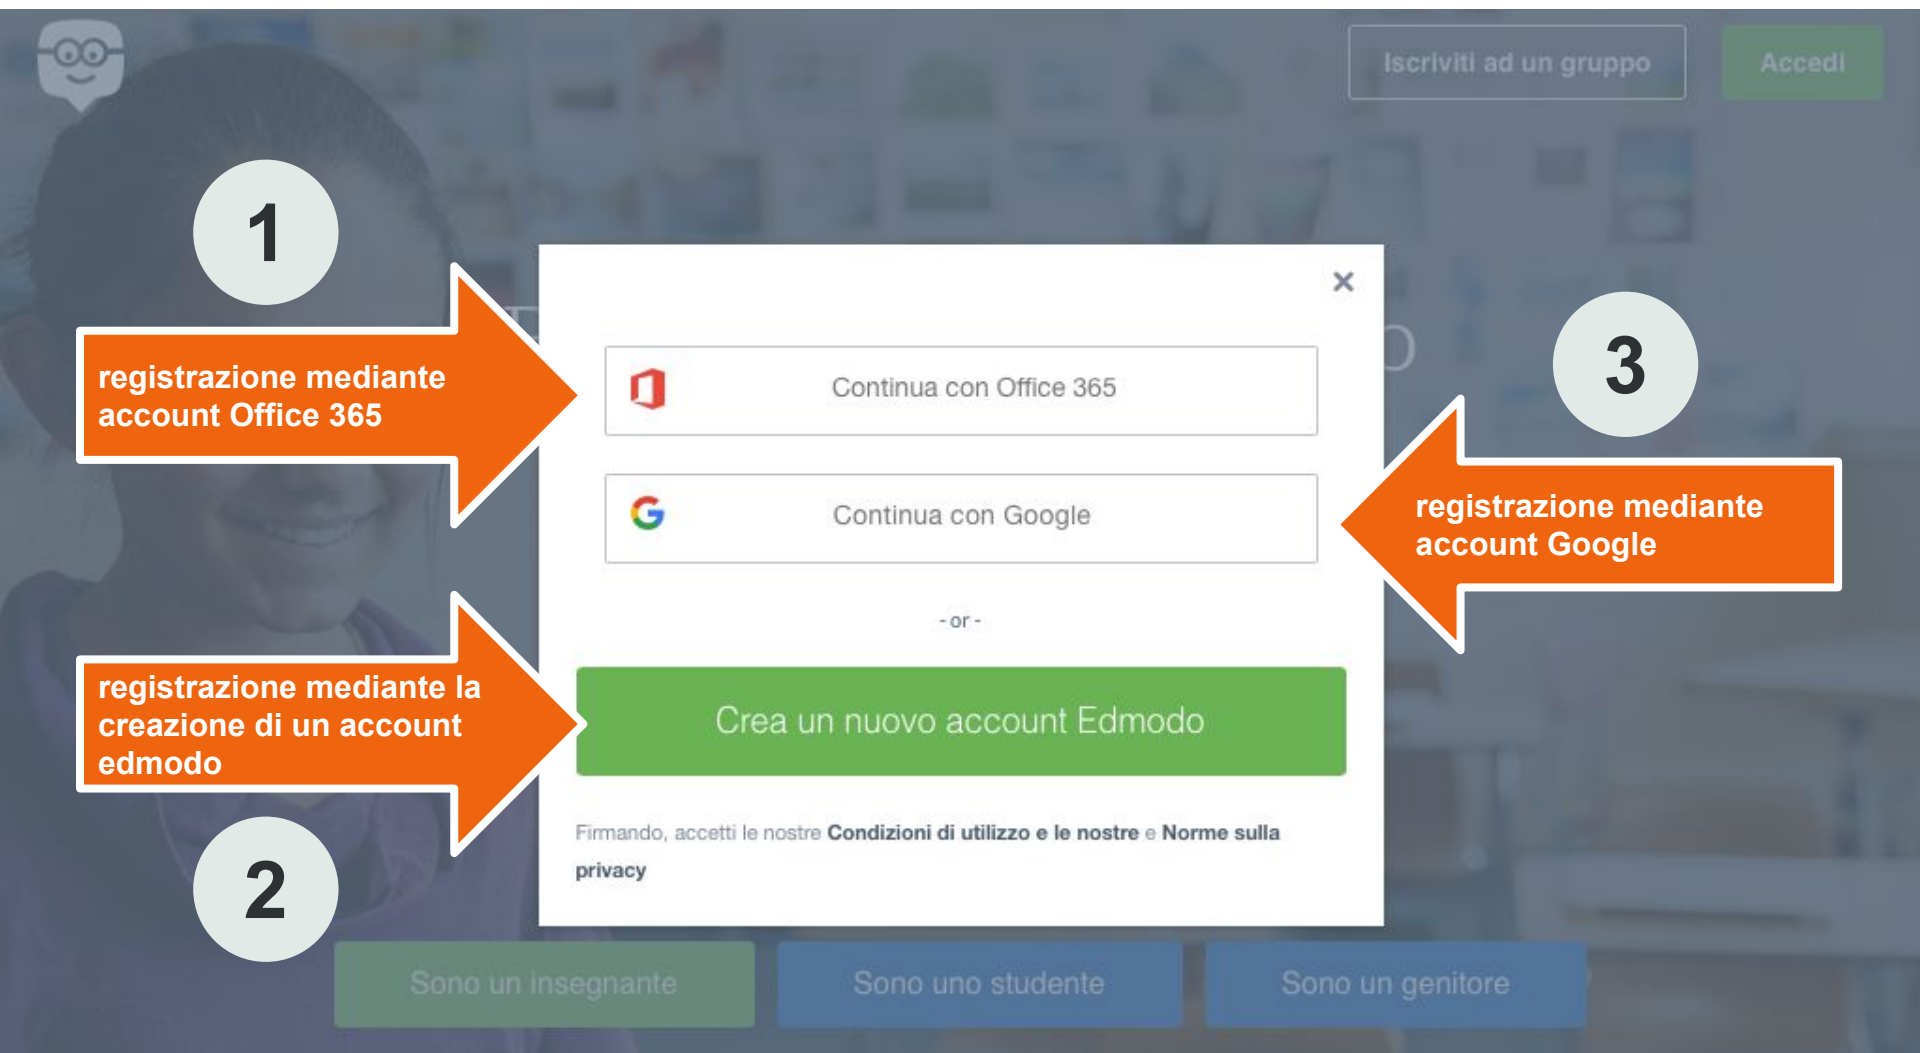 Iscriviti ad un gruppo
Accedi
1
registrazione mediante
account Office 365
Continua con Office 365
3
Continua con Google
registrazione mediante
account Google
- or -
registrazione mediante la
creazione di un account
edmodo
Crea un nuovo account Edmodo
Firmando, accetti le nostre Condizioni di utilizzo e le nostre e Norme sulla
privacy
2
Sono un insegnante
Sono uno studente
Sono un genitore